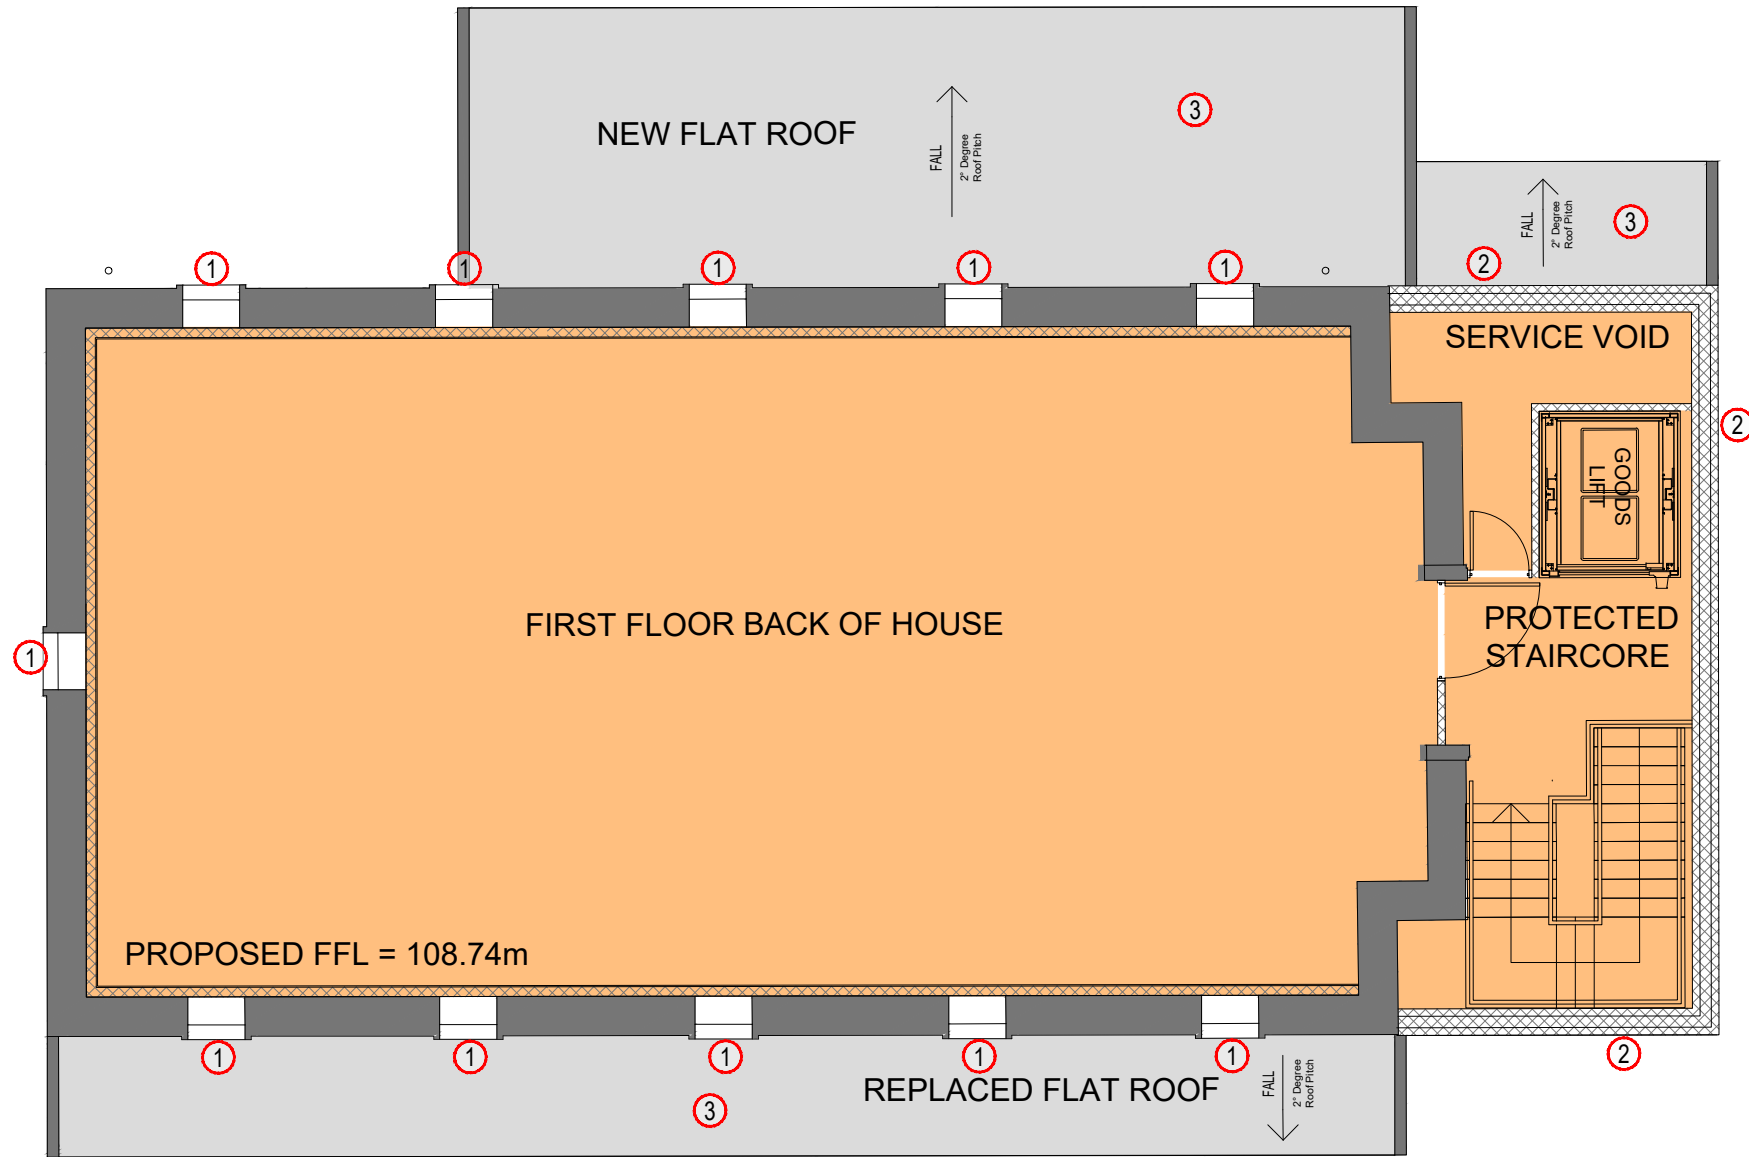 NEW FLAT ROOF
FALL
2° Degree
Roof Pitch
3
FALL
2° Degree
Roof Pitch
3
1
1
1
1
1
2
SERVICE VOID
2
GOODS
LIFT
FIRST FLOOR BACK OF HOUSE
PROTECTED
STAIRCORE
1
PROPOSED FFL = 108.74m
1
1
1
1
1
2
REPLACED FLAT ROOF
3
FALL
2° Degree
Roof Pitch